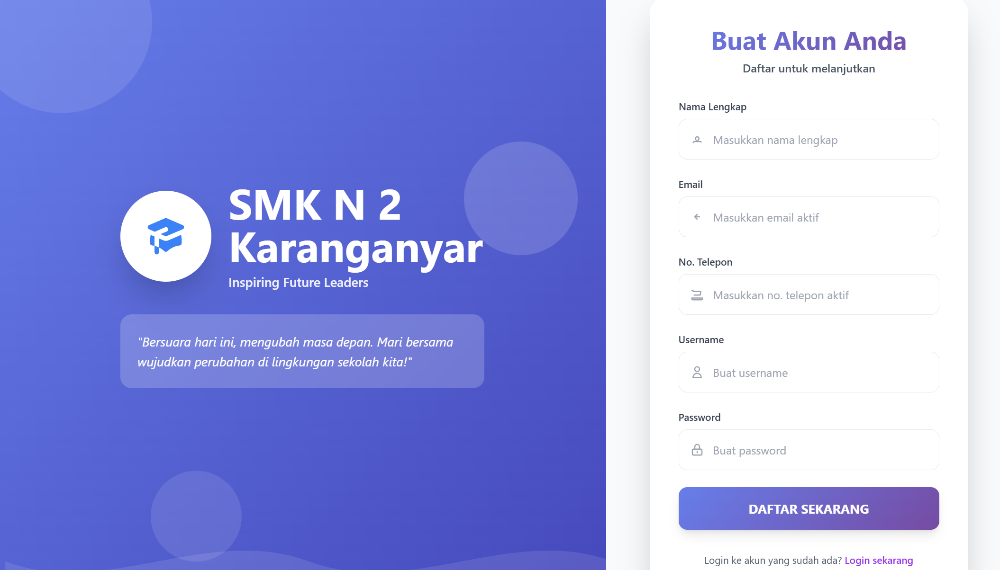 SMK N 2
Karanganyar
Inspiring Future Leaders
"Bersuara hari ini, mengubah masa depan. Mari bersama
wujudkan perubahan di lingkungan sekolah kita!"
Buat Akun Anda
Daftar untuk melanjutkan
Nama Lengkap
Masukkan nama lengkap
Email
Masukkan email aktif
No. Telepon
Masukkan no. telepon aktif
Username
Buat username
Password
Buat password
DAFTAR SEKARANG
Login ke akun yang sudah ada? Login sekarang